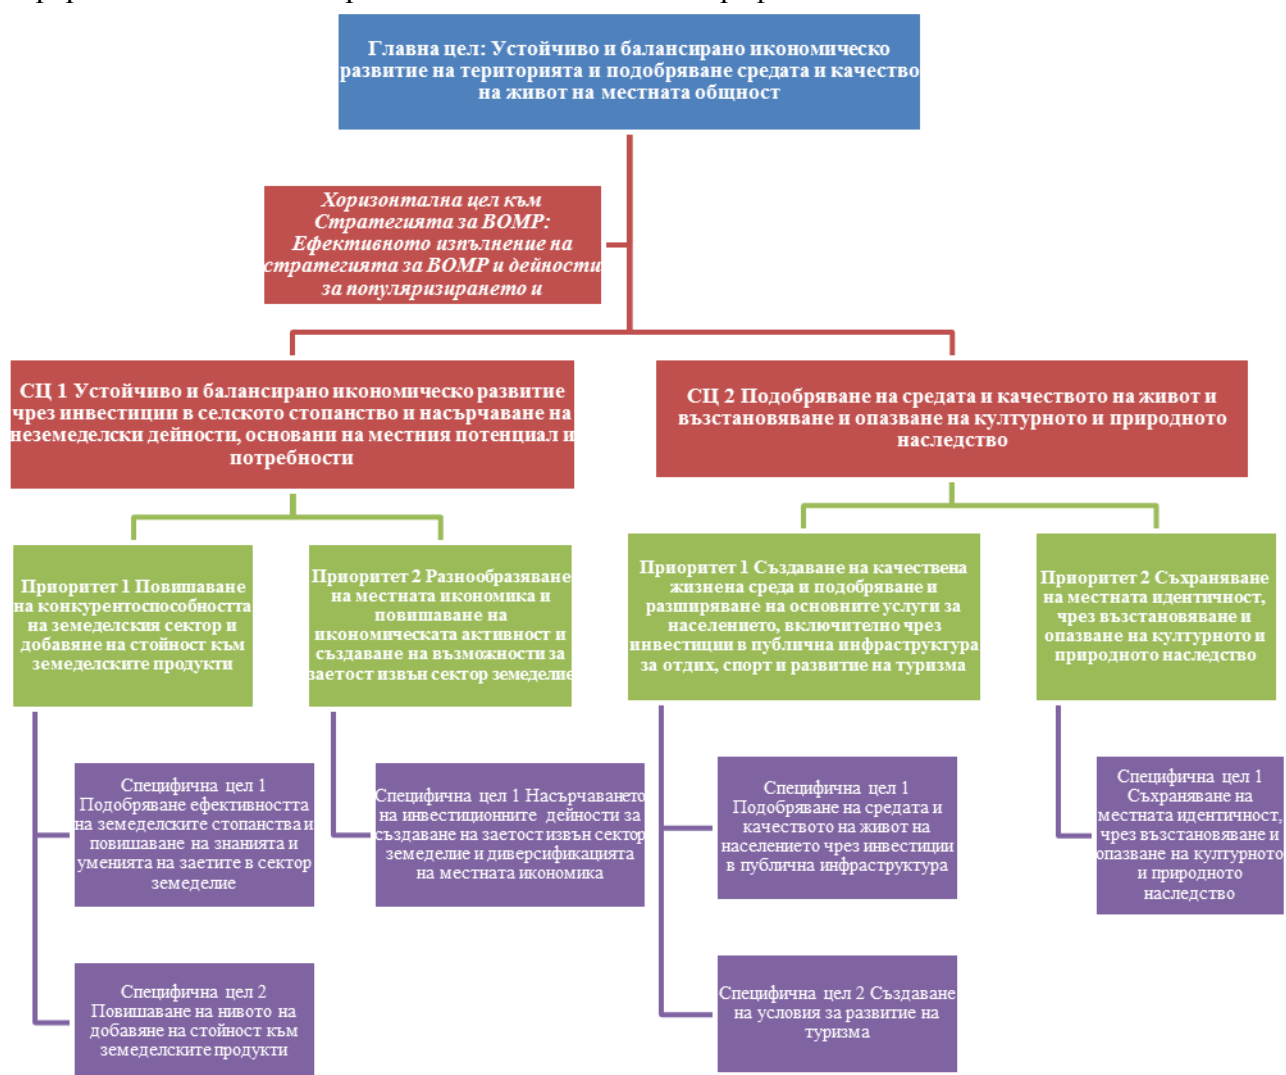 Главна цел: Устойчиво и балансирано икономическо
развитие на територията и подобряване средата и качество
на живот на местната общност
Хоризонтална цел към
Стратегията за ВОМР:
Ефективното изпълнение на
стратегията за ВОМР и дейности
за популяризирането и
СЦ 1 Устойчиво и балансирано икономическо развитие
чрез инвестиции в селското стопанство и насърчаване на
неземеделски дейности, основани на местния потенциал и
потребности
СЦ 2 Подобряване на средата и качеството на живот и
възстановяване и опазване на културното и природното
наследство
Приоритет 1 Повишаване
на конкурентоспособността
на земеделския сектор и
добавяне на стойност към
земеделските продукти
Приоритет 2 Разнообразяване
на местната икономика и
повишаване на
икономическата активност и
създаване на възможности за
заетост извън сектор земеделие
Приоритет 1 Създаване на качествена
жизнена среда и подобряване и
разширяване на основните услуги за
населението, включително чрез
инвестиции в публична инфраструктура
за отдих, спорт и развитие на туризма
Приоритет 2 Съхраняване
на местната идентичност,
чрез възстановяване и
опазване на културното и
природното наследство
Специфична цел 1
Подобряване ефективността
на земеделските стопанства и
повишаване на знанията и
уменията на заетите в сектор
земеделие
Специфична цел 1 Насърчаването
на инвестиционните дейности за
създаване на заетост извън сектор
земеделие и диверсификацията
на местната икономика
Специфична цел 1
Подобряване на средата и
качеството на живот на
населението чрез инвестиции
в публична инфраструктура
Специфична цел 1
Съхраняване на
местната идентичност,
чрез възстановяване и
опазване на културното
и природното
наследство
Специфична цел 2
Повишаване на нивото на
добавяне на стойност към
земеделските продукти
Специфична цел 2 Създаване
на условия за развитие на
туризма